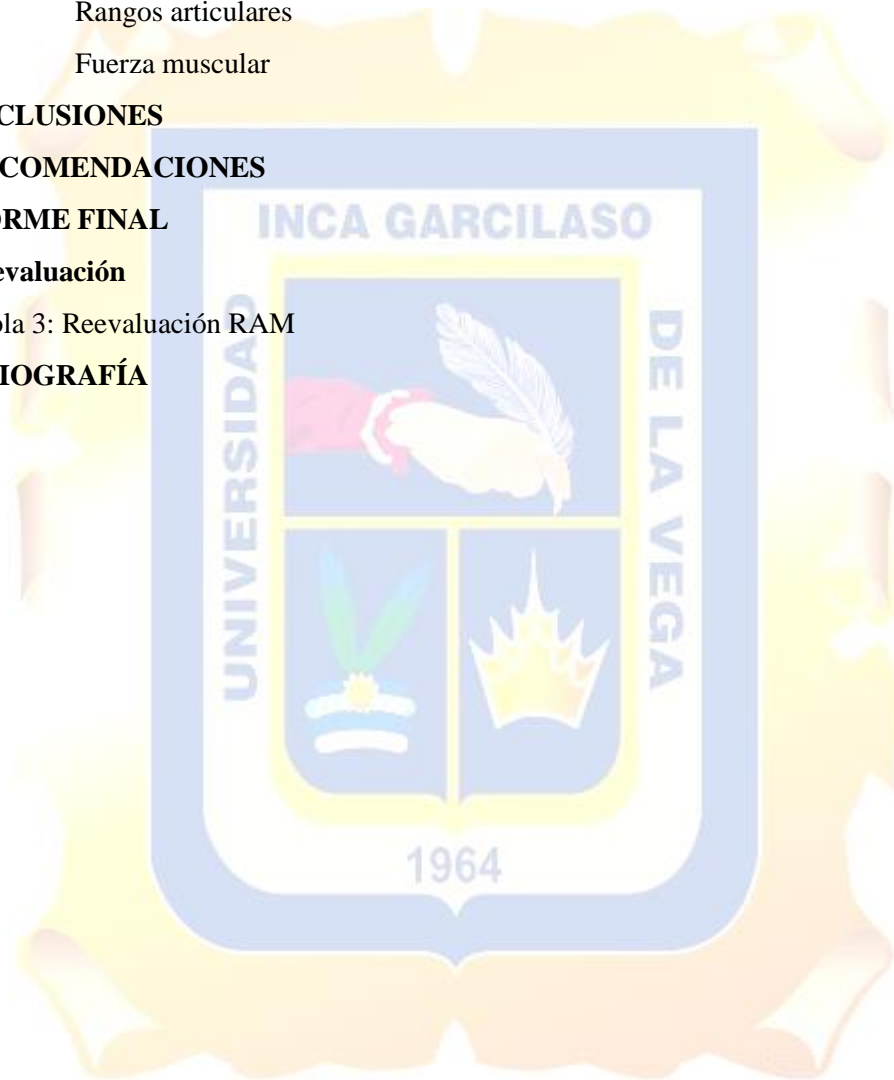 Rangos articulares
Fuerza muscular
CLUSIONES
COMENDACIONES
ORME FINAL
evaluación
la 3: Reevaluación RAM
IOGRAFÍA
INCA GARCILASO
UNIVERSIDAD
DE LA VEGA
1964